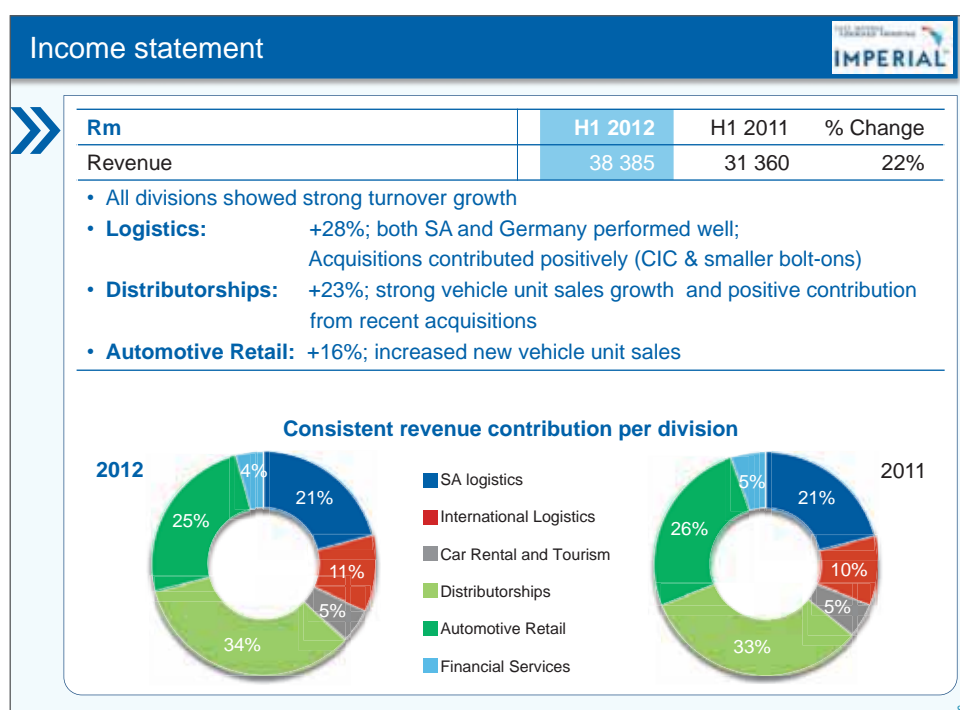 Income statement
IMPERIAL
Rm H1 2012 H1 2011 % Change
Revenue 38 385 31 360 22%
• All divisions showed strong turnover growth
• Logistics: +28%; both SA and Germany performed well;
Acquisitions contributed positively (CIC & smaller bolt-ons)
• Distributorships: +23%; strong vehicle unit sales growth and positive contribution
from recent acquisitions
• Automotive Retail: +16%; increased new vehicle unit sales
Consistent revenue contribution per division
2012
4%
21%
25%
11%
5%
34%
SA logistics
International Logistics
Car Rental and Tourism
Distributorships
Automotive Retail
Financial Services
2011
5%
21%
26%
10%
5%
33%